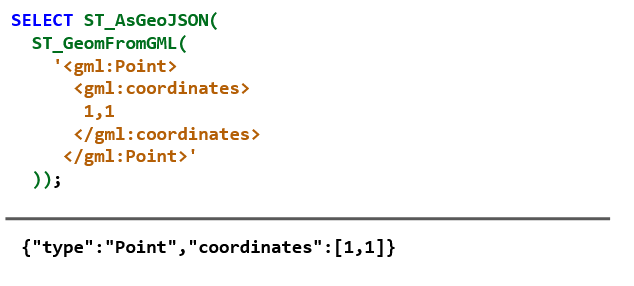 SELECT ST_AsGeoJSON(
ST_GeomFromGML(
'<gml:Point>
<gml:coordinates>
1,1
</gml:coordinates>
</gml:Point>'
));
{"type":"Point","coordinates":[1,1]}